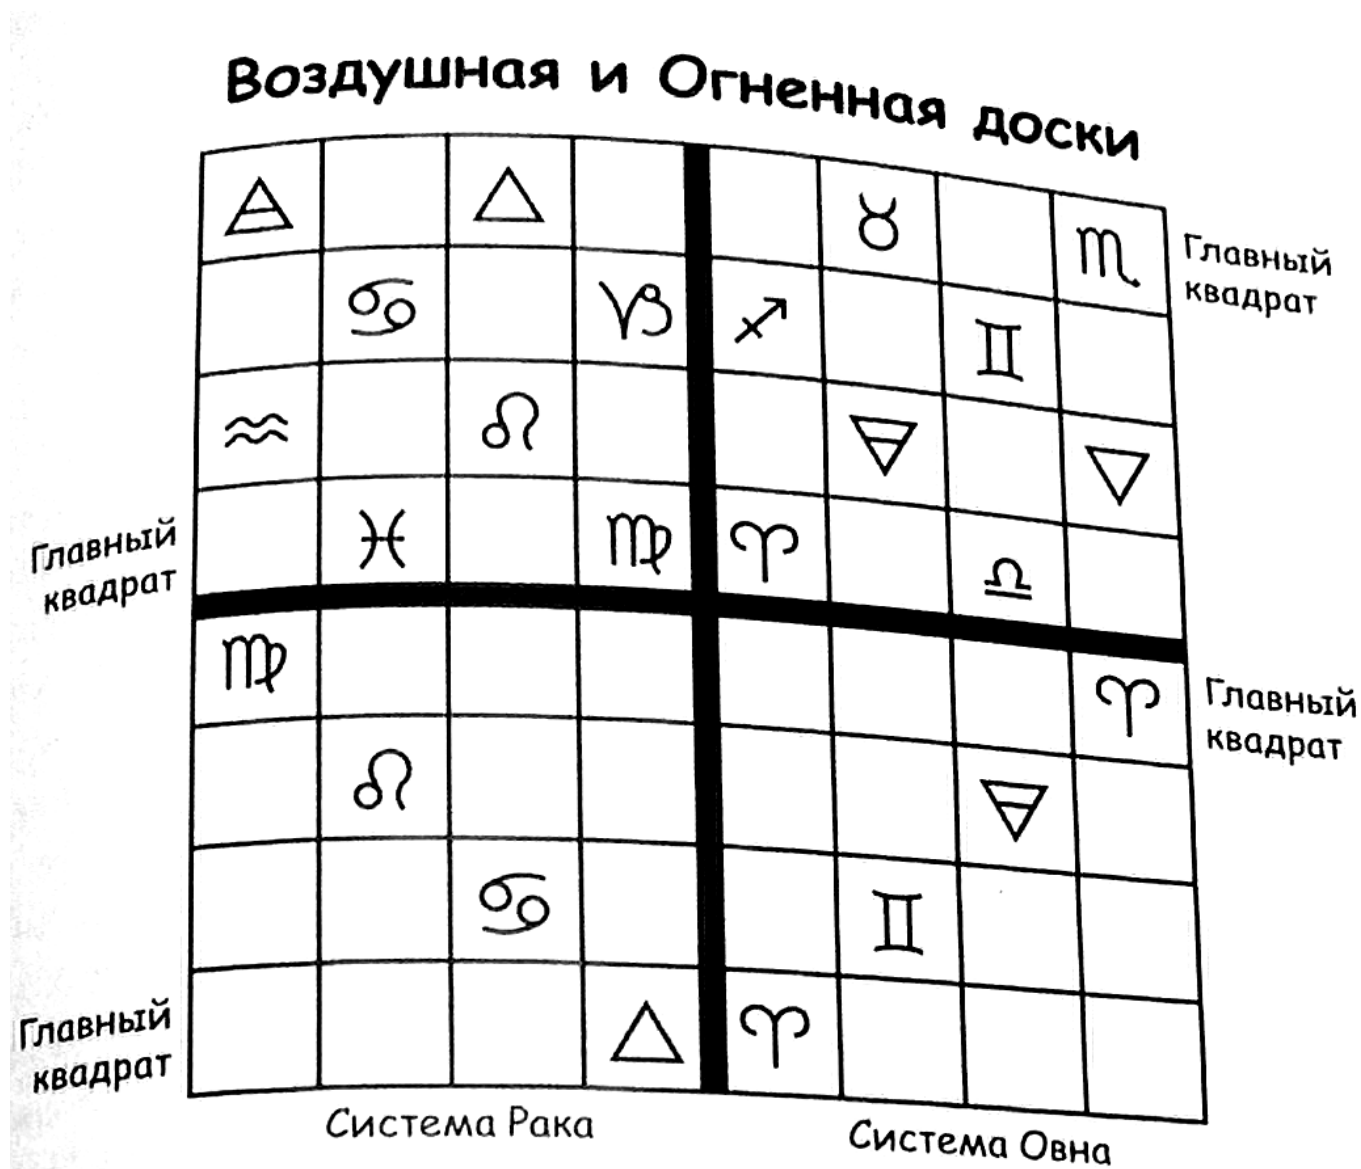 Воздушная и Огненная доски
🜁 △ ♉ ♏
Главный
квадрат
♋ ♑ ♐ ♊
♒ ♌ 🜃 ▽
Главный
квадрат
♓ ♍ ♈ ♎
♍ ♈
Главный
квадрат
♌ 🜃
♋ ♊
Главный
квадрат
△ ♈
Система Рака
Система Овна